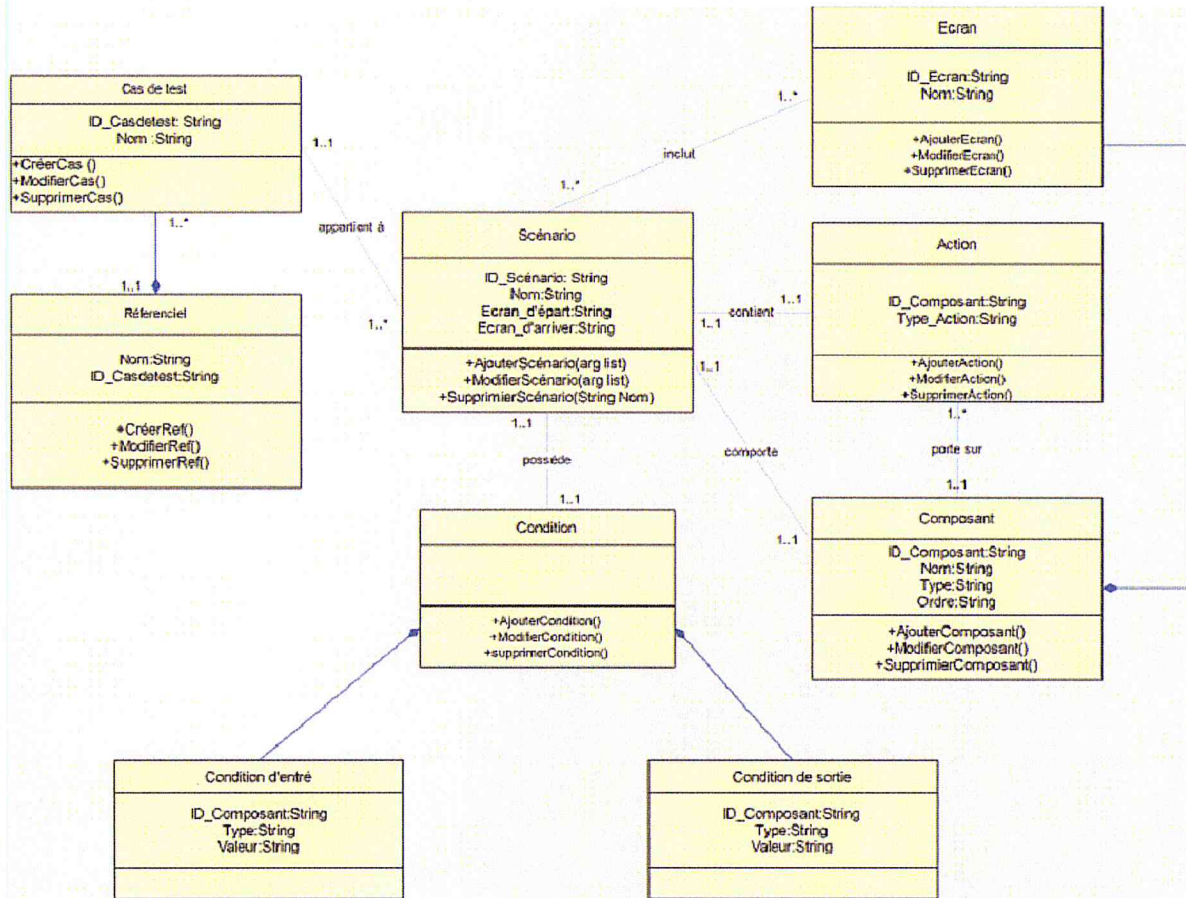 Ecran
ID_Ecran:String
Nom:String
+AjouterEcran()
+ModifierEcran()
+SupprimerEcran()
Cas de test
ID_Casdetest: String
Nom :String
+CréerCas ()
+ModifierCas()
+SupprimerCas()
1..1
1..*
inclut
1..*
appartient à
1..*
1..*
1..1
Réferenciel
Nom:String
ID_Casdetest:String
+CréerRef()
+ModifierRef()
+SupprimerRef()
Scénario
ID_Scénario: String
Nom:String
Ecran_d'épart:String
Ecran_d'arriver:String
+AjouterScénario(arg list)
+ModifierScénario(arg list)
+SupprimierScénario(String Nom)
1..1
contient
1..1
Action
ID_Composant:String
Type_Action:String
+AjouterAction()
+ModifierAction()
+SupprimerAction()
1..1
comporte
1..1
1..*
porte sur
1..1
1..1
posséde
1..1
Condition
+AjouterCondition()
+ModifierCondition()
+supprimerCondition()
Composant
ID_Composant:String
Nom:String
Type:String
Ordre:String
+AjouterComposant()
+ModifierComposant()
+SupprimierComposant()
Condition d'entré
ID_Composant:String
Type:String
Valeur:String
Condition de sortie
ID_Composant:String
Type:String
Valeur:String